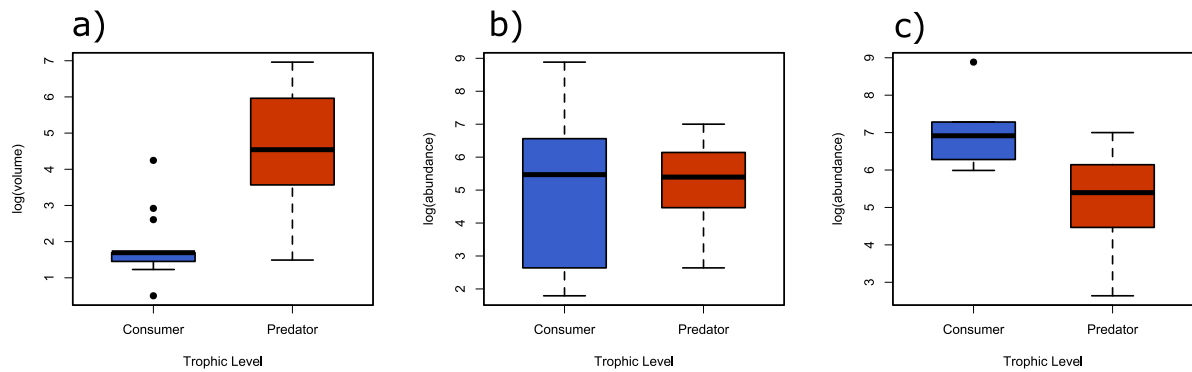 a)
log(volume)
7
6
5
4
3
2
1
Consumer
Predator
Trophic Level
b)
log(abundance)
9
8
7
6
5
4
3
2
Consumer
Predator
Trophic Level
c)
log(abundance)
9
8
7
6
5
4
3
Consumer
Predator
Trophic Level